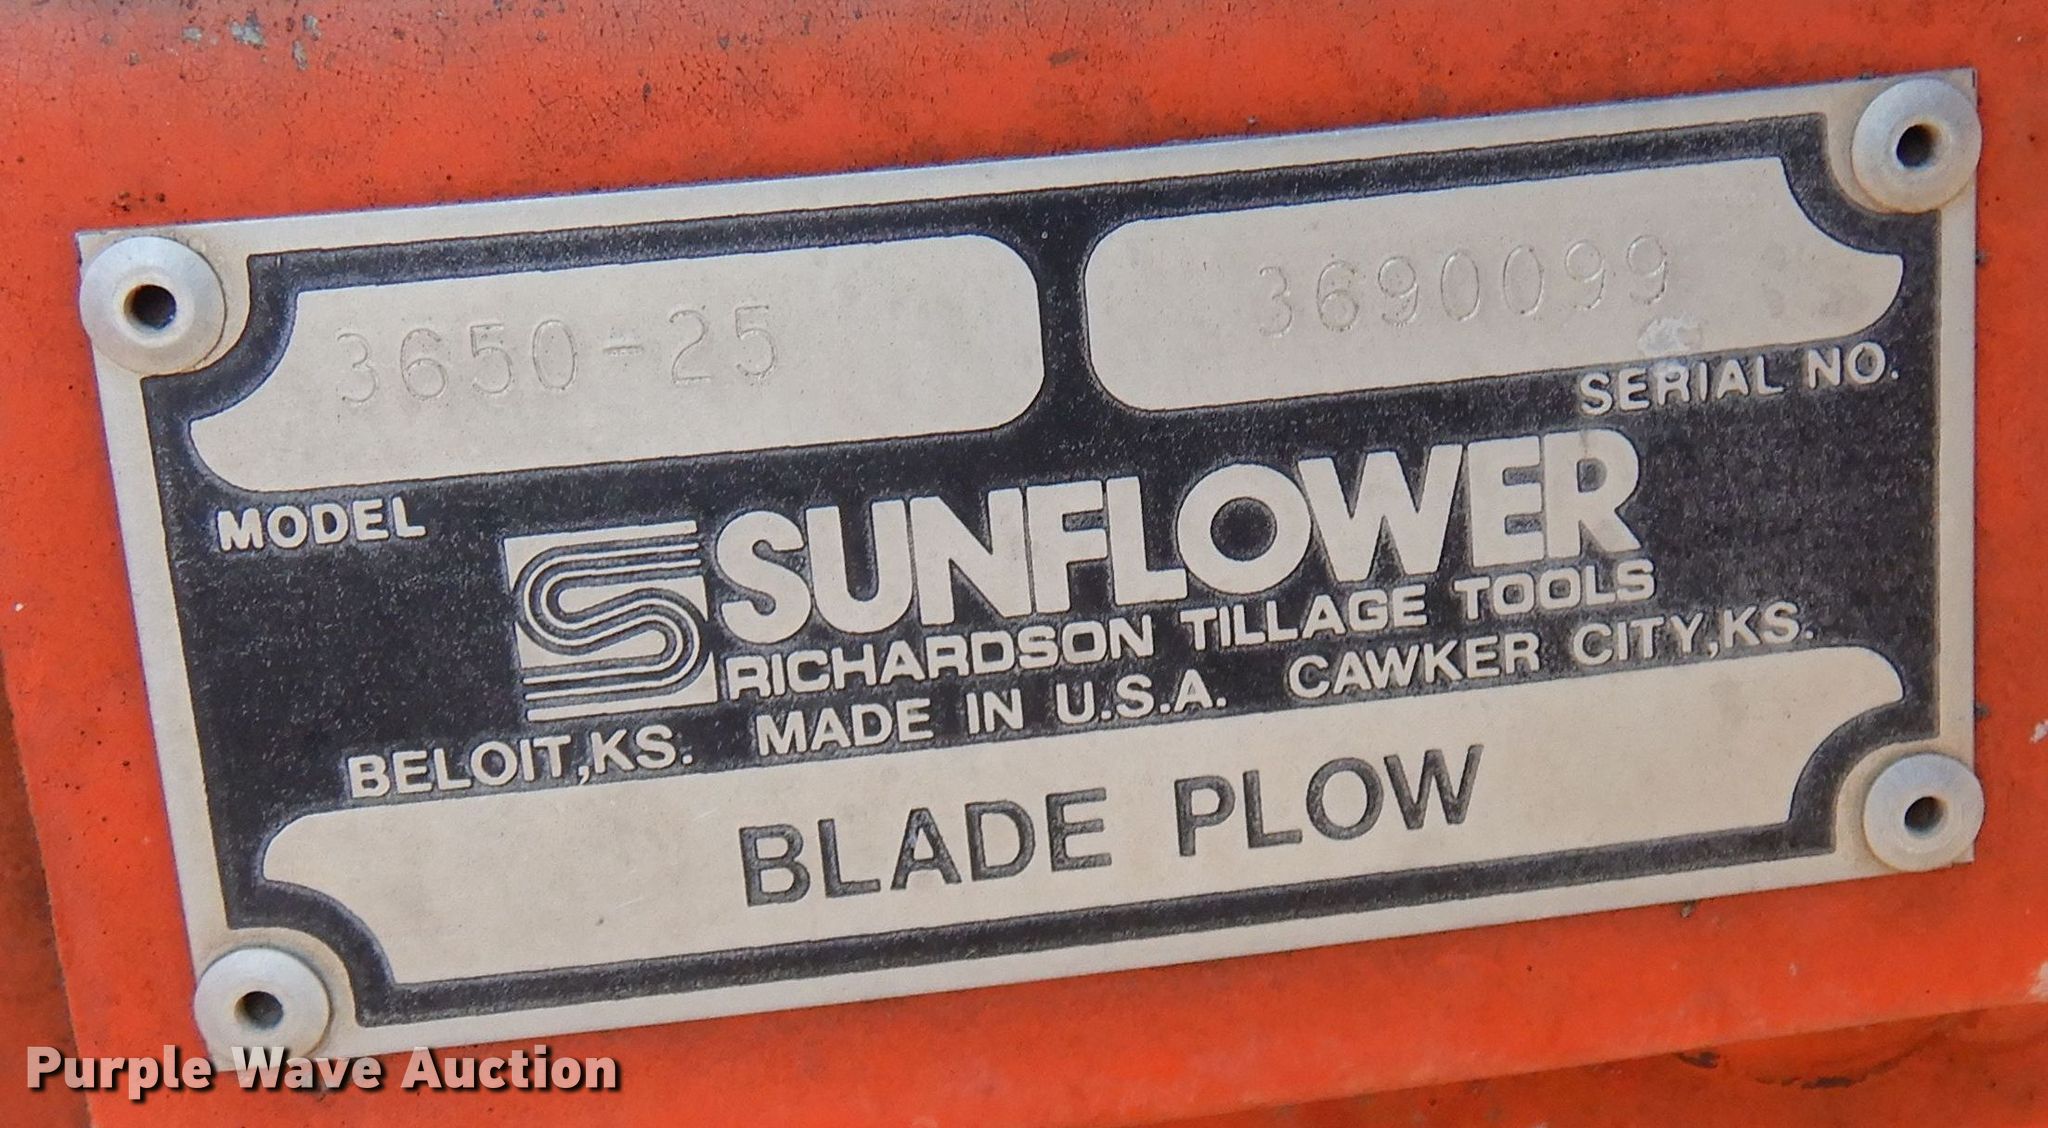 3650-25
3690099
SERIAL NO.
MODEL
SUNFLOWER
RICHARDSON TILLAGE TOOLS
BELOIT,KS. MADE IN U.S.A. CAWKER CITY,KS.
BLADE PLOW
Purple Wave Auction